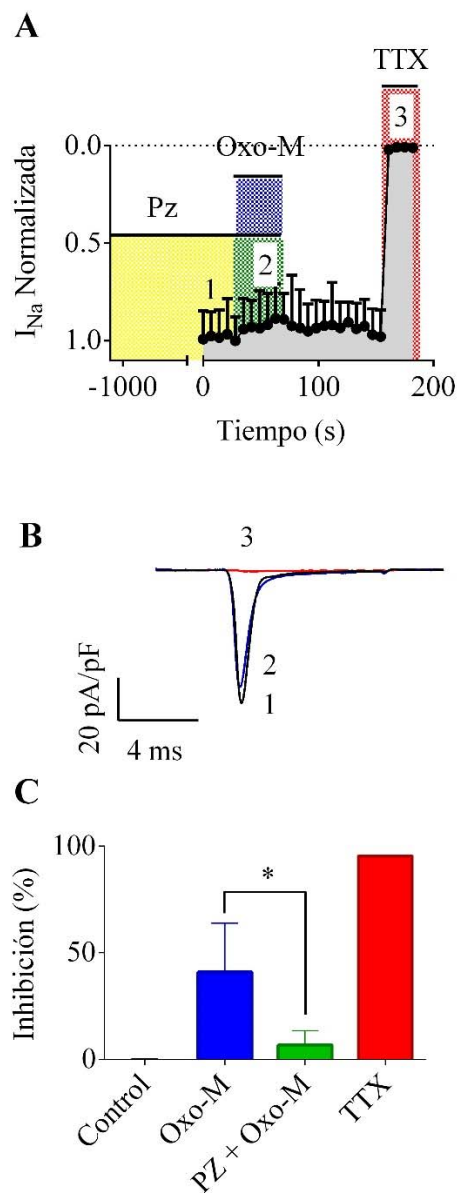 A
TTX
3
0.0
Oxo-M
Pz
0.5
2
1
1.0
I_Na Normalizada
-1000 0 100 200
Tiempo (s)
B
3
2
1
20 pA/pF
4 ms
C
100
*
50
0
Inhibición (%)
Control
Oxo-M
PZ + Oxo-M
TTX